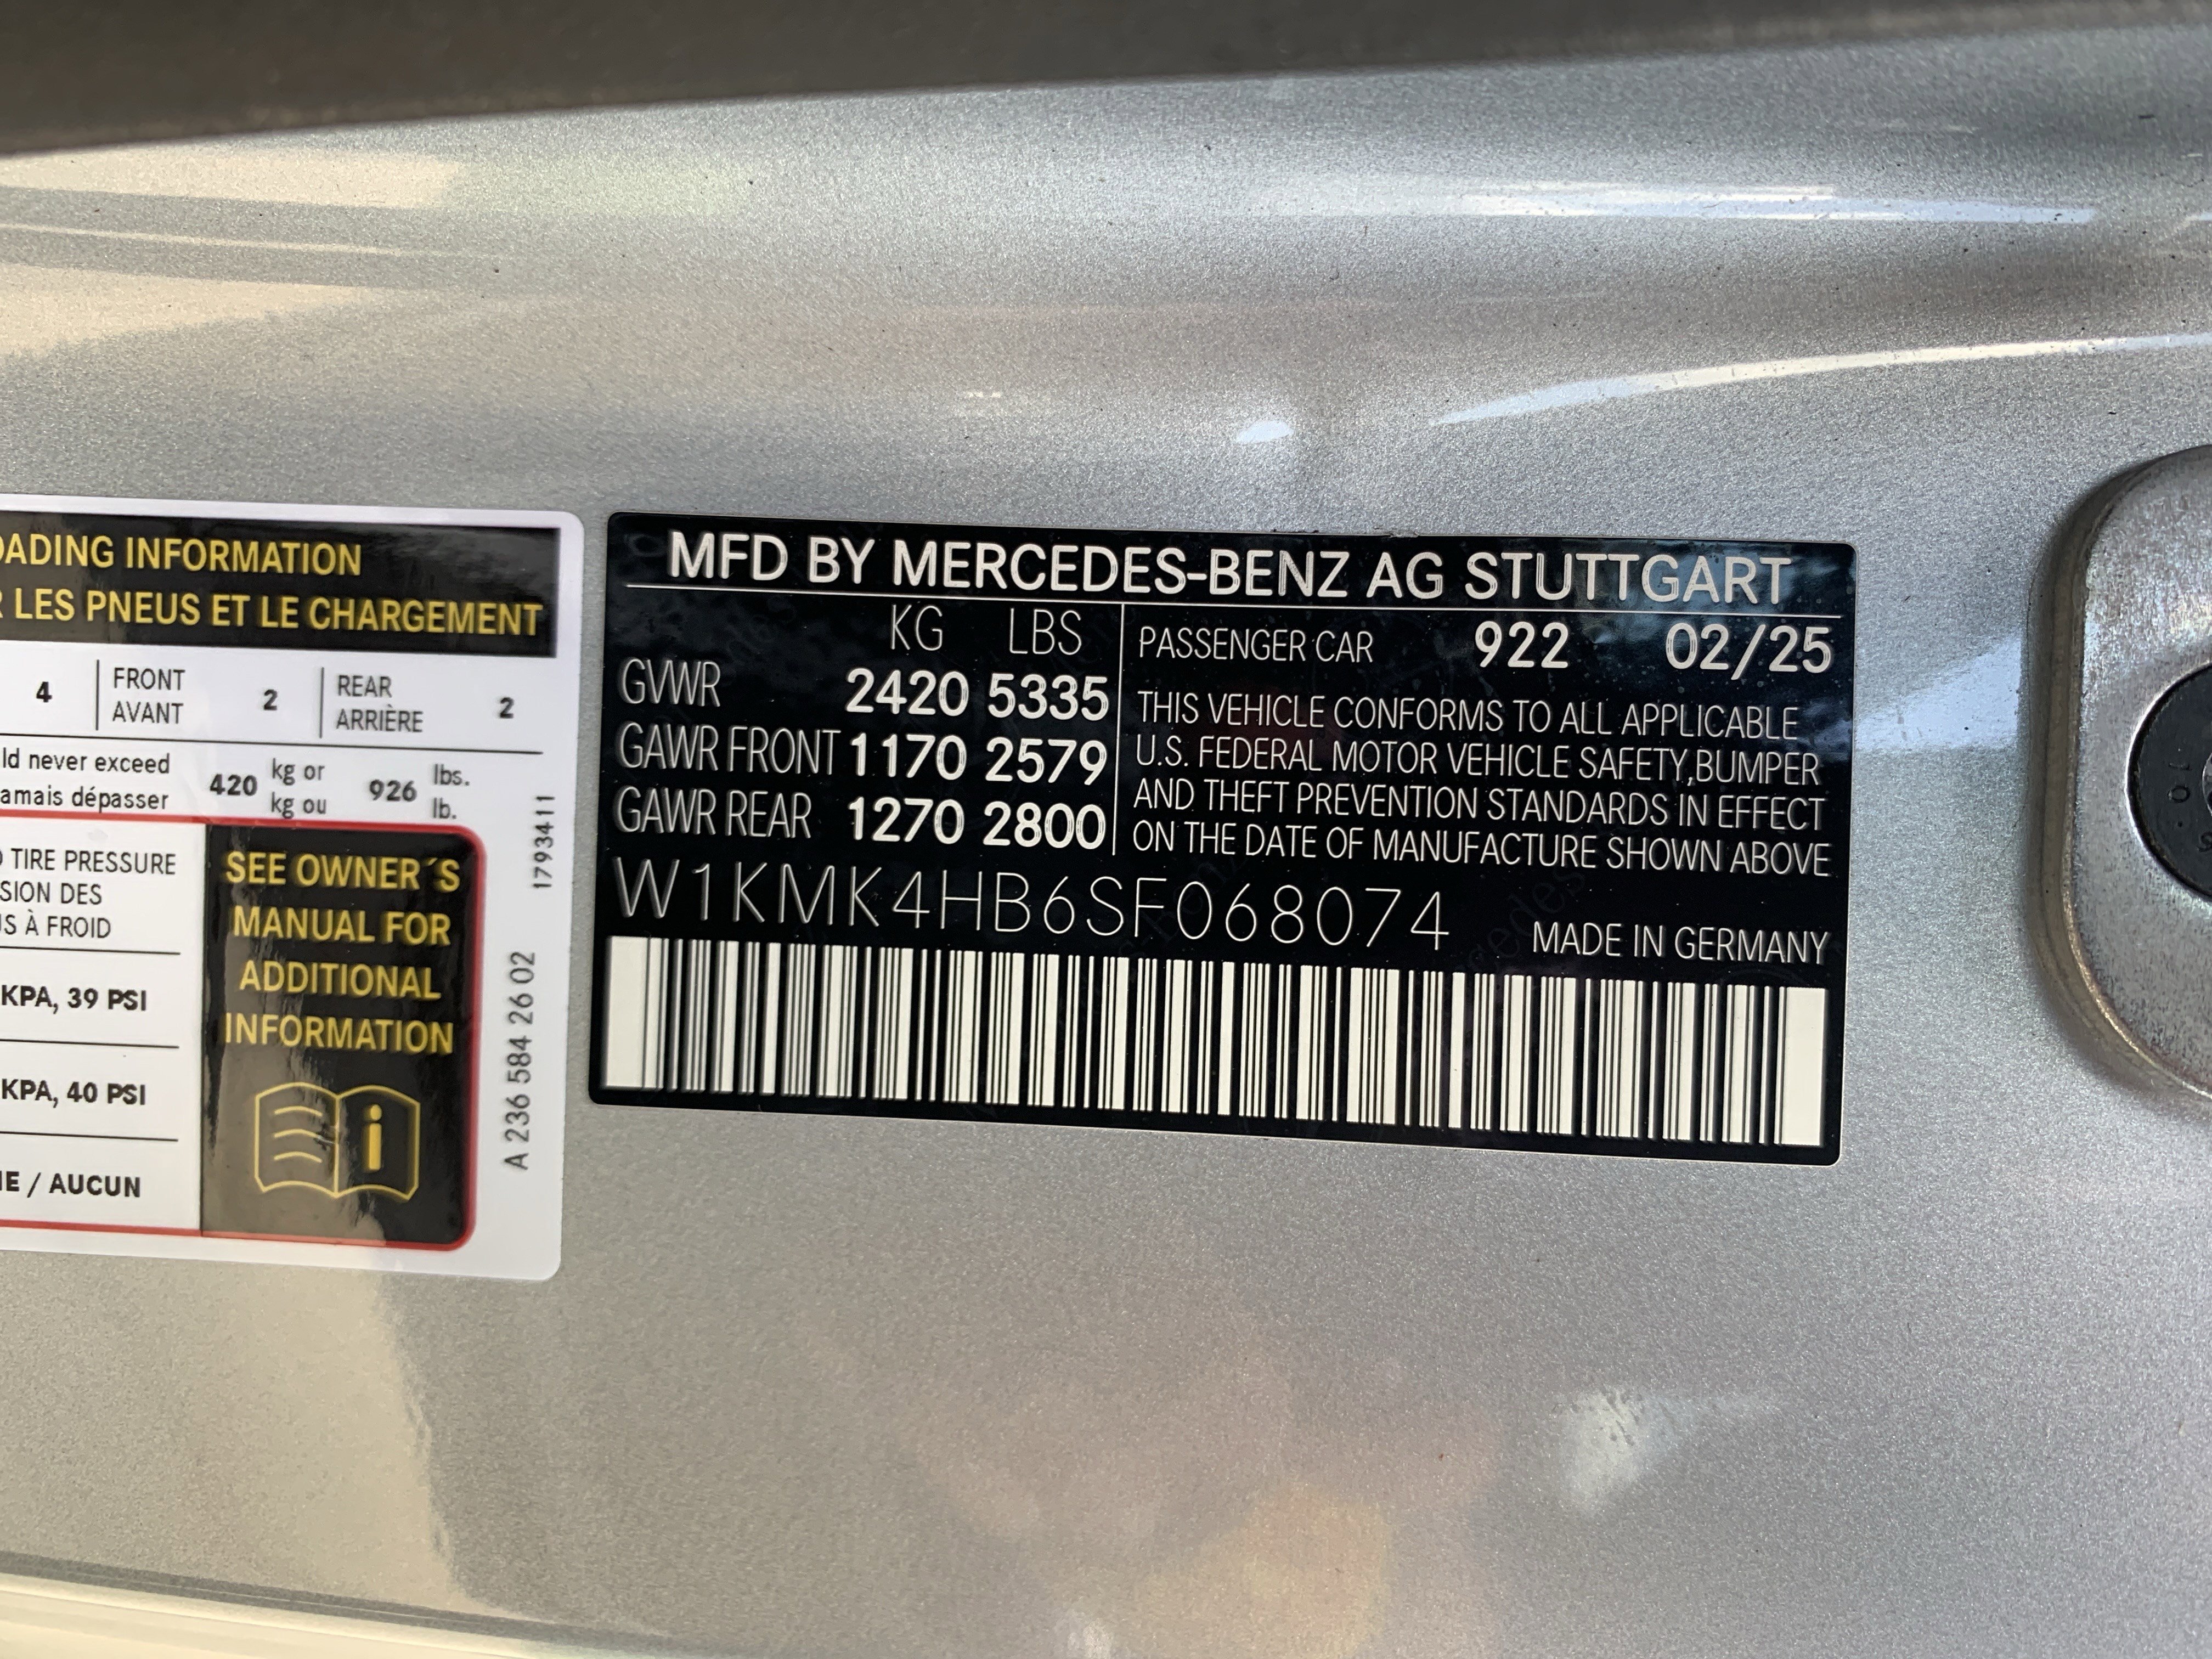 OADING INFORMATION
R LES PNEUS ET LE CHARGEMENT
4 FRONT AVANT 2 REAR ARRIÈRE 2
ld never exceed
amais dépasser
420 kg or kg ou 926 lbs. lb.
TIRE PRESSURE
SION DES
S À FROID
KPA, 39 PSI
KPA, 40 PSI
E / AUCUN
SEE OWNER´S
MANUAL FOR
ADDITIONAL
INFORMATION
i
1793411
A 236 584 26 02
MFD BY MERCEDES-BENZ AG STUTTGART
KG LBS
GVWR 2420 5335
GAWR FRONT 1170 2579
GAWR REAR 1270 2800
PASSENGER CAR 922 02/25
THIS VEHICLE CONFORMS TO ALL APPLICABLE
U.S. FEDERAL MOTOR VEHICLE SAFETY,BUMPER
AND THEFT PREVENTION STANDARDS IN EFFECT
ON THE DATE OF MANUFACTURE SHOWN ABOVE
W1KMK4HB6SF068074
MADE IN GERMANY